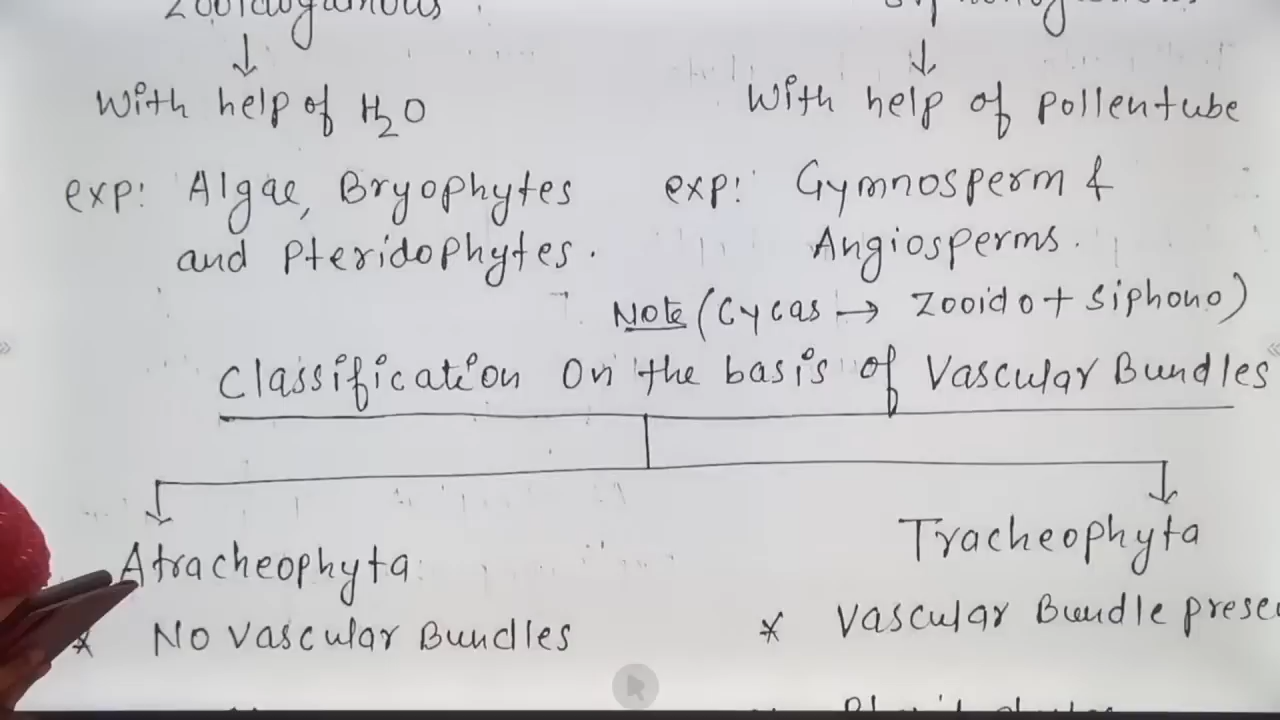 Zooidogamous
With help of H2O
exp: Algae, Bryophytes
and Pteridophytes.
With help of pollentube
exp: Gymnosperm &
Angiosperms.
Note (Cycas → Zooido + Siphono)
Classification On the basis of Vascular Bundles
Atracheophyta
* No Vascular Bundles
Tracheophyta
* Vascular Bundle prese